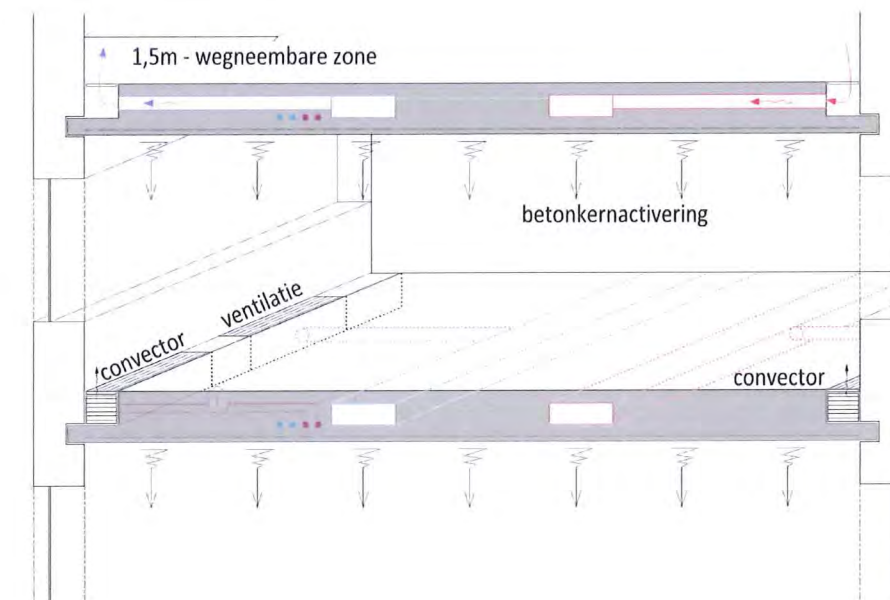 1,5m - wegneembare zone
betonkernactivering
ventilatie
convector
convector